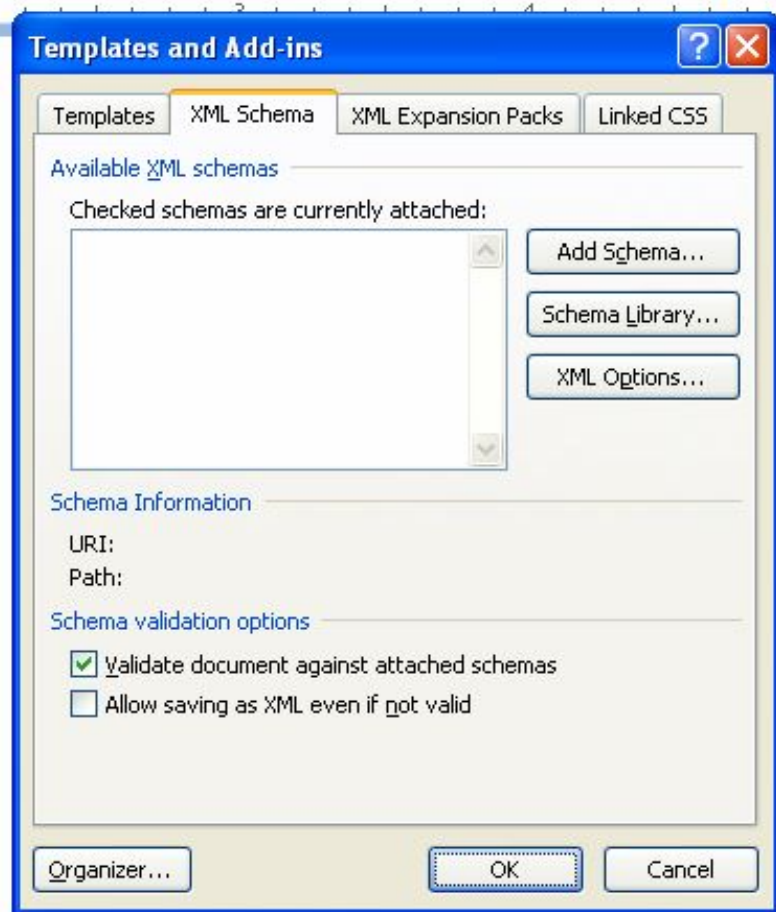 3 4
Templates and Add-ins
Templates XML Schema XML Expansion Packs Linked CSS
Available XML schemas
Checked schemas are currently attached:
Add Schema...
Schema Library...
XML Options...
Schema Information
URI:
Path:
Schema validation options
Validate document against attached schemas
Allow saving as XML even if not valid
Organizer... OK Cancel